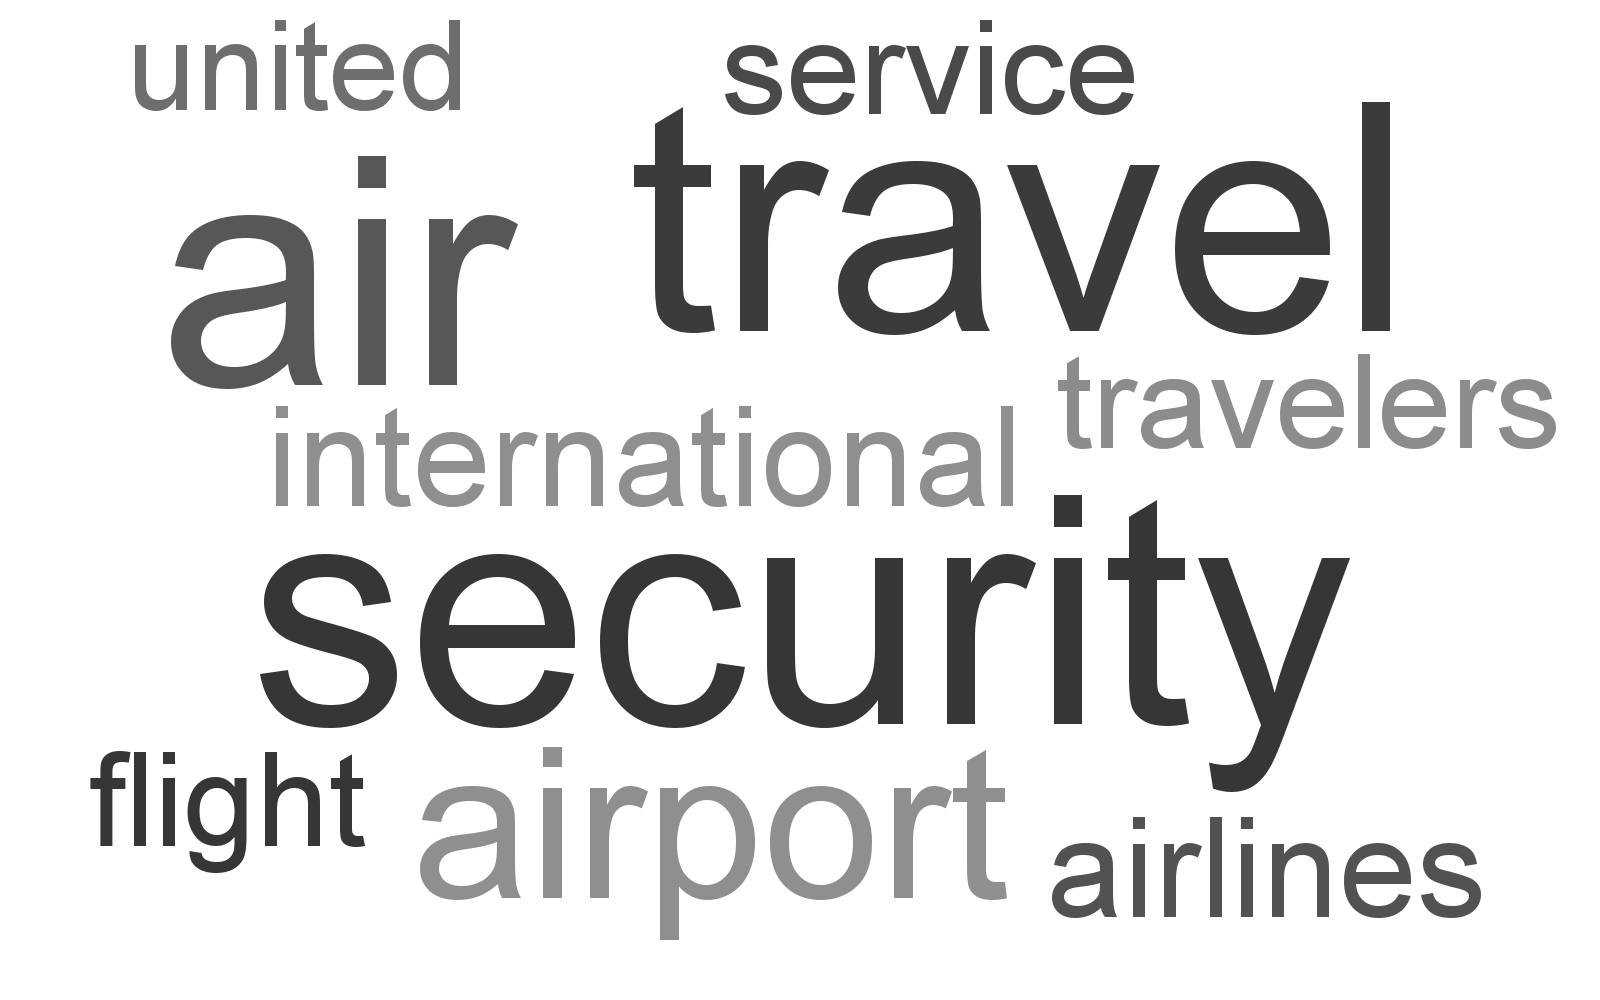 united
service
air
travel
travelers
international
security
flight
airport
airlines